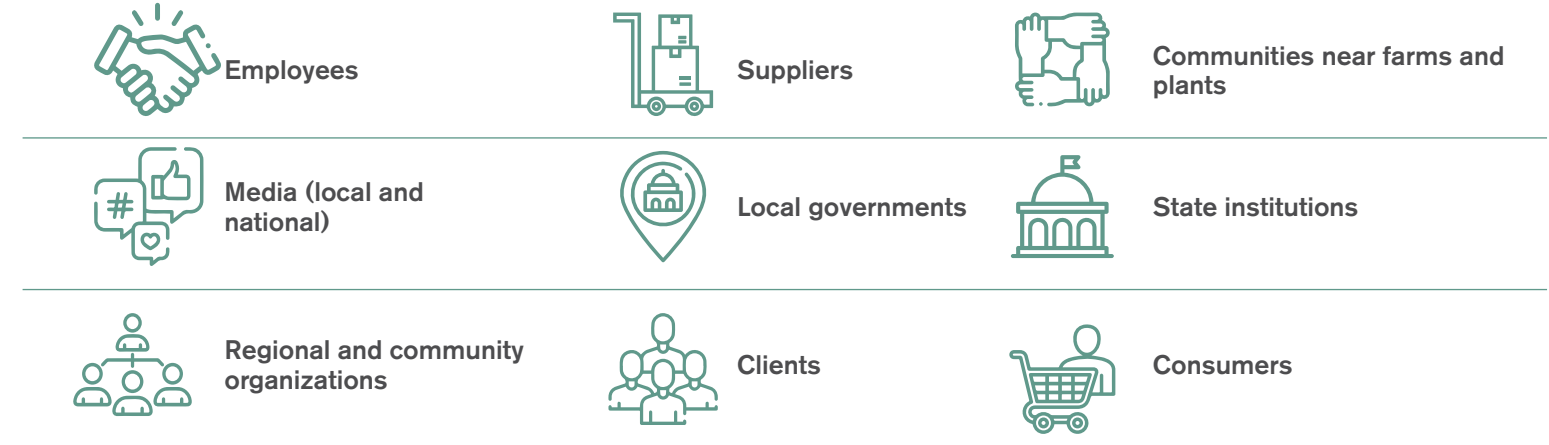 Employees
Suppliers
Communities near farms and
plants
#
Media (local and
national)
Local governments
State institutions
Regional and community
organizations
Clients
Consumers